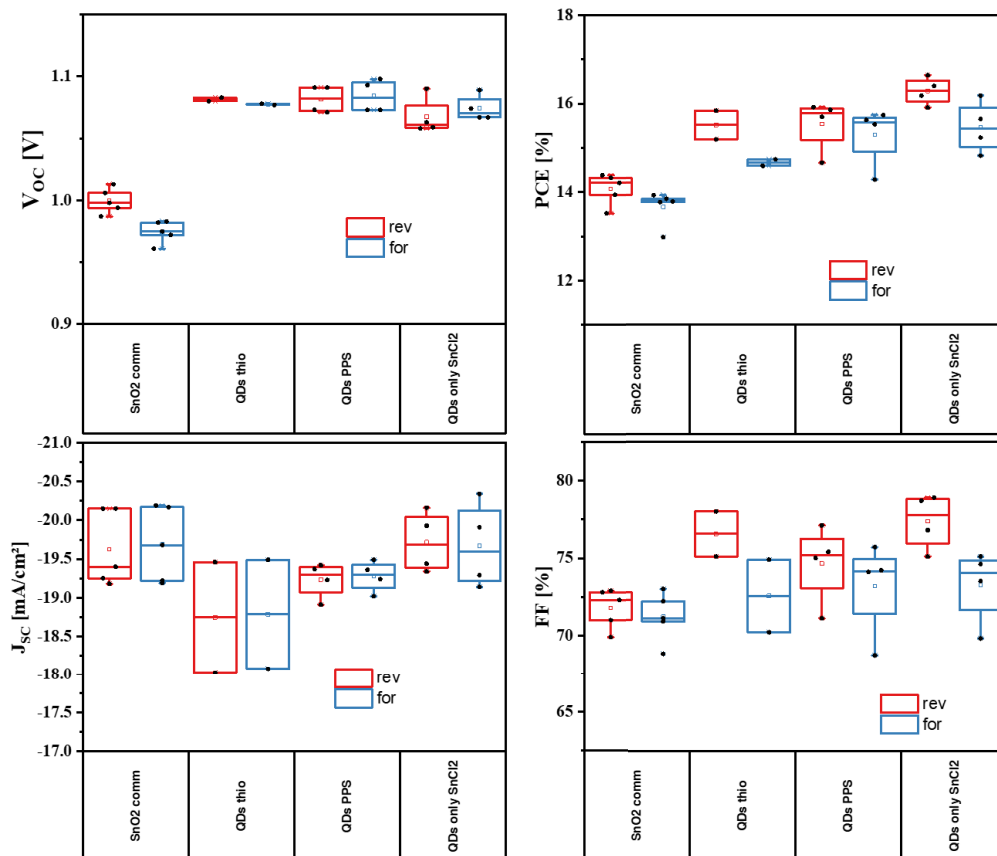 V_OC [V]
1.1
1.0
0.9
rev
for
SnO2 comm
QDs thio
QDs PPS
QDs only SnCl2
PCE [%]
18
16
14
12
rev
for
SnO2 comm
QDs thio
QDs PPS
QDs only SnCl2
J_SC [mA/cm²]
-21.0
-20.5
-20.0
-19.5
-19.0
-18.5
-18.0
-17.5
-17.0
rev
for
SnO2 comm
QDs thio
QDs PPS
QDs only SnCl2
FF [%]
80
75
70
65
rev
for
SnO2 comm
QDs thio
QDs PPS
QDs only SnCl2